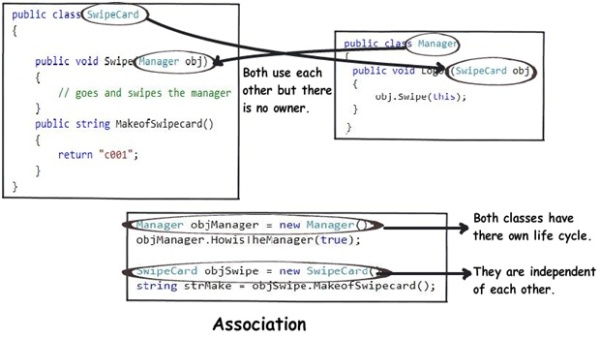 public class SwipeCard
{
public void Swipe(Manager obj)
{
// goes and swipes the manager
}
public string MakeofSwipecard()
{
return "c001";
}
}
Both use each
other but there
is no owner.
public class Manager
{
public void (SwipeCard obj)
{
obj.Swipe(this);
}
}
Manager objManager = new Manager()
objManager.HowisTheManager(true);
SwipeCard objSwipe = new SwipeCard(
string strMake = objSwipe.MakeofSwipecard();
Both classes have
there own life cycle.
They are independent
of each other.
Association